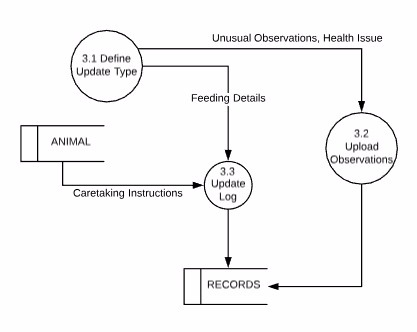 Unusual Observations, Health Issue
3.1 Define
Update Type
Feeding Details
3.2
Upload
Observations
ANIMAL
3.3
Update
Log
Caretaking Instructions
RECORDS